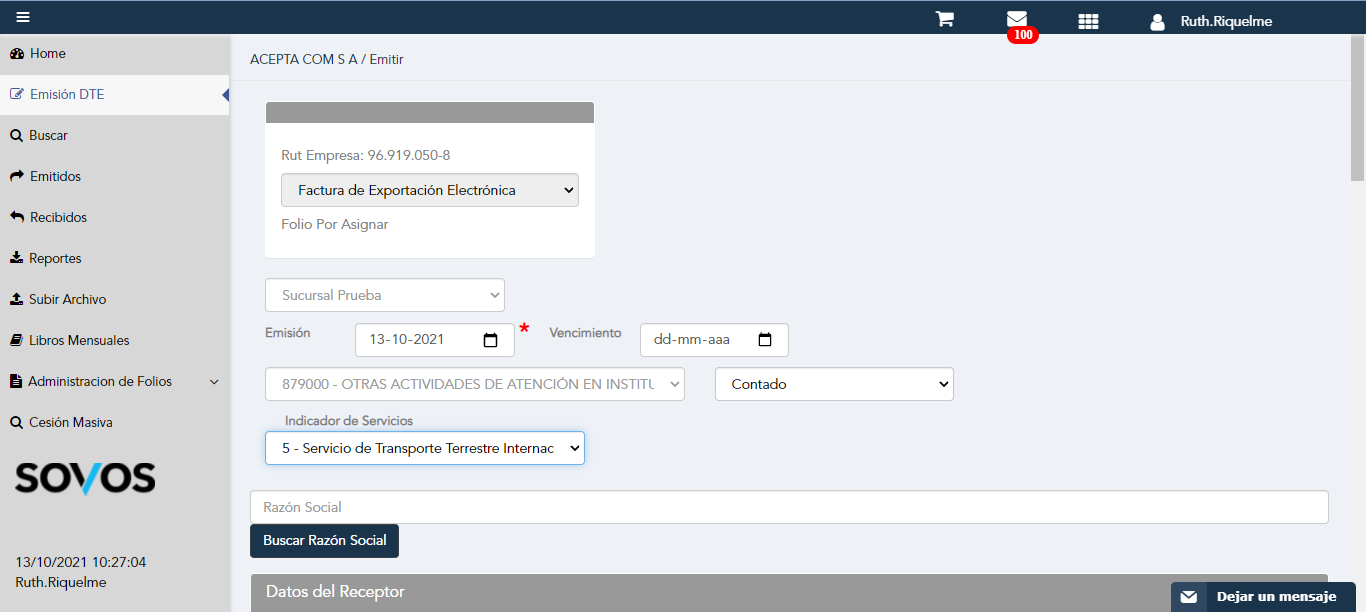 Ruth.Riquelme
100
Home
ACEPTA COM S A / Emitir
Emisión DTE
Buscar
Emitidos
Recibidos
Reportes
Subir Archivo
Libros Mensuales
Administracion de Folios
Cesión Masiva
SOVOS
13/10/2021 10:27:04
Ruth.Riquelme
Rut Empresa: 96.919.050-8
Factura de Exportación Electrónica
Folio Por Asignar
Sucursal Prueba
Emisión 13-10-2021 * Vencimiento dd-mm-aaa
879000 - OTRAS ACTIVIDADES DE ATENCIÓN EN INSTITU Contado
Indicador de Servicios
5 - Servicio de Transporte Terrestre Internac
Razón Social
Buscar Razón Social
Datos del Receptor
Dejar un mensaje